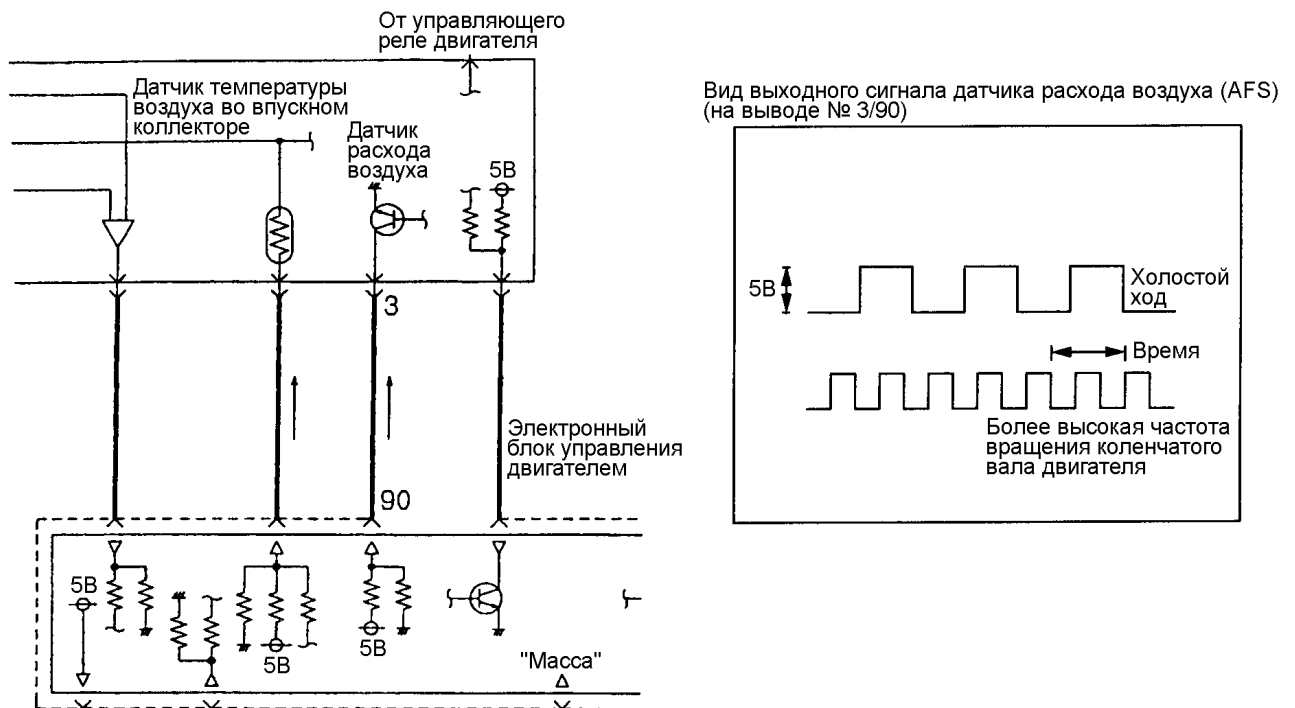 От управляющего
реле двигателя
Датчик температуры
воздуха во впускном
коллекторе
Датчик
расхода
воздуха
5В
3
90
Электронный
блок управления
двигателем
5В
5В
5В
"Масса"
Вид выходного сигнала датчика расхода воздуха (AFS)
(на выводе № 3/90)
5В
Холостой
ход
Время
Более высокая частота
вращения коленчатого
вала двигателя